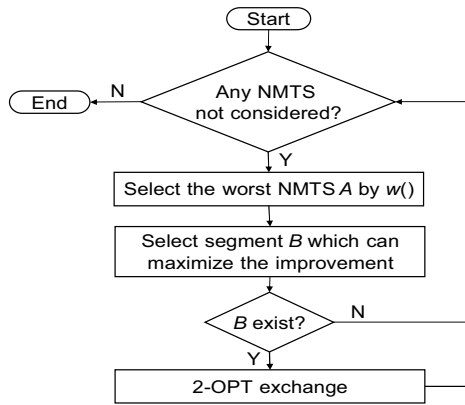 Start
Any NMTS
not considered?
N
End
Y
Select the worst NMTS A by w()
Select segment B which can
maximize the improvement
B exist?
N
Y
2-OPT exchange